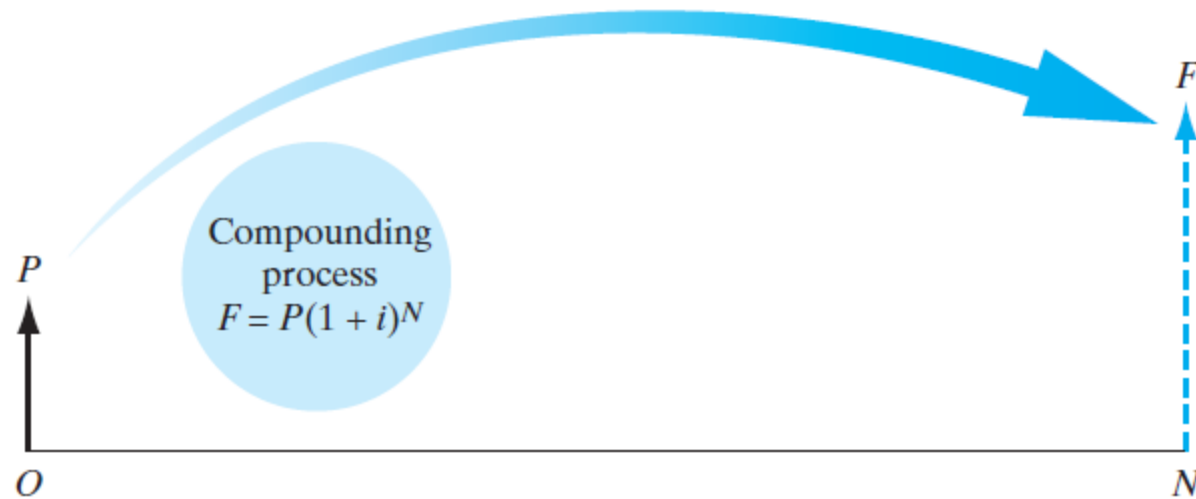 F
Compounding
process
F = P(1 + i)ᴺ
P
O
N